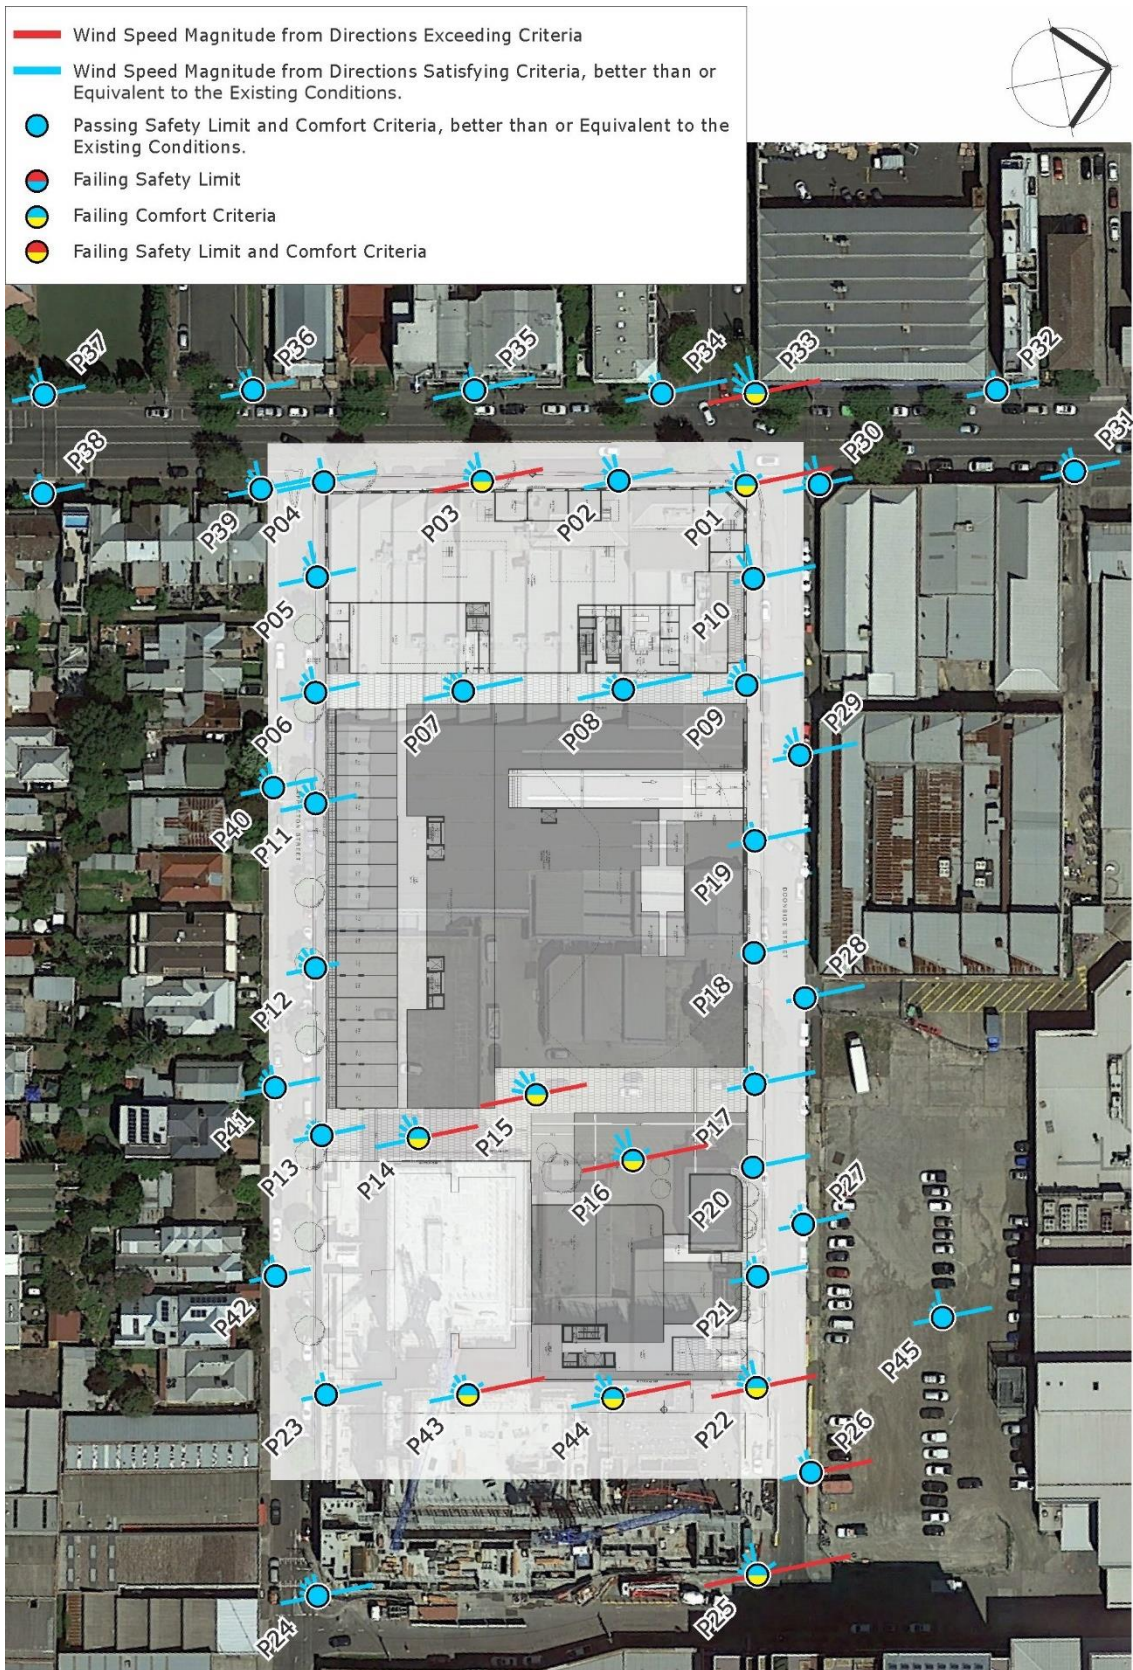 Wind Speed Magnitude from Directions Exceeding Criteria
Wind Speed Magnitude from Directions Satisfying Criteria, better than or
Equivalent to the Existing Conditions.
Passing Safety Limit and Comfort Criteria, better than or Equivalent to the
Existing Conditions.
Failing Safety Limit
Failing Comfort Criteria
Failing Safety Limit and Comfort Criteria
P37
P36
P35
P34
P33
P32
P38
P39
P04
P03
P02
P01
P30
P31
P05
P10
P06
P07
P08
P09
P29
P40
P11
P19
BOONDIE STREET
P12
P18
P28
P41
P13
P14
P15
P16
P17
P20
P27
P42
P21
P45
P23
P43
P44
P22
P26
P24
P25